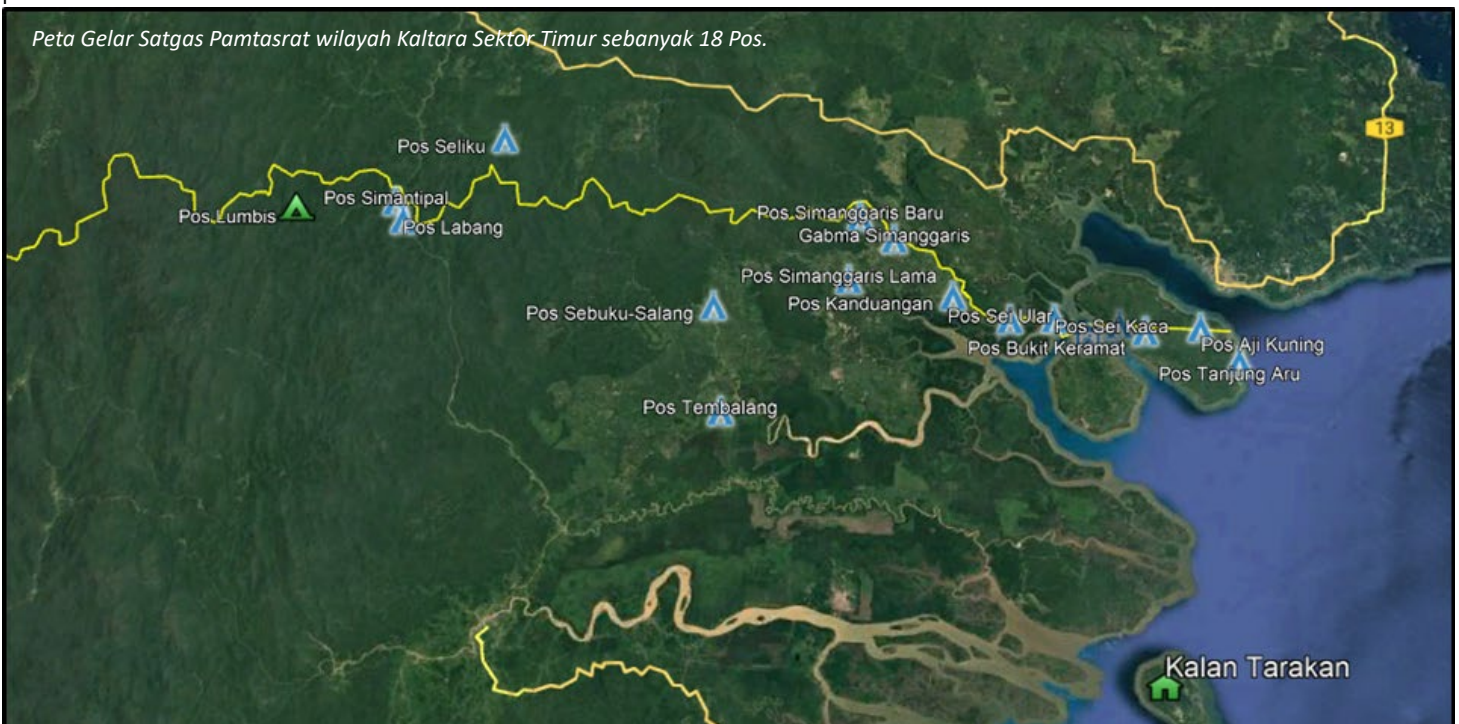 Peta Gelar Satgas Pamtasrat wilayah Kaltara Sektor Timur sebanyak 18 Pos.
13
Pos Seliku
Pos Simantipal
Pos Lumbis
Pos Labang
Pos Simanggaris Baru
Gabma Simanggaris
Pos Simanggaris Lama
Pos Kanduangan
Pos Sebuku-Salang
Pos Sei Ular
Pos Sei Kaca
Pos Bukit Keramat
Pos Aji Kuning
Pos Tanjung Aru
Pos Tembalang
Kalan Tarakan